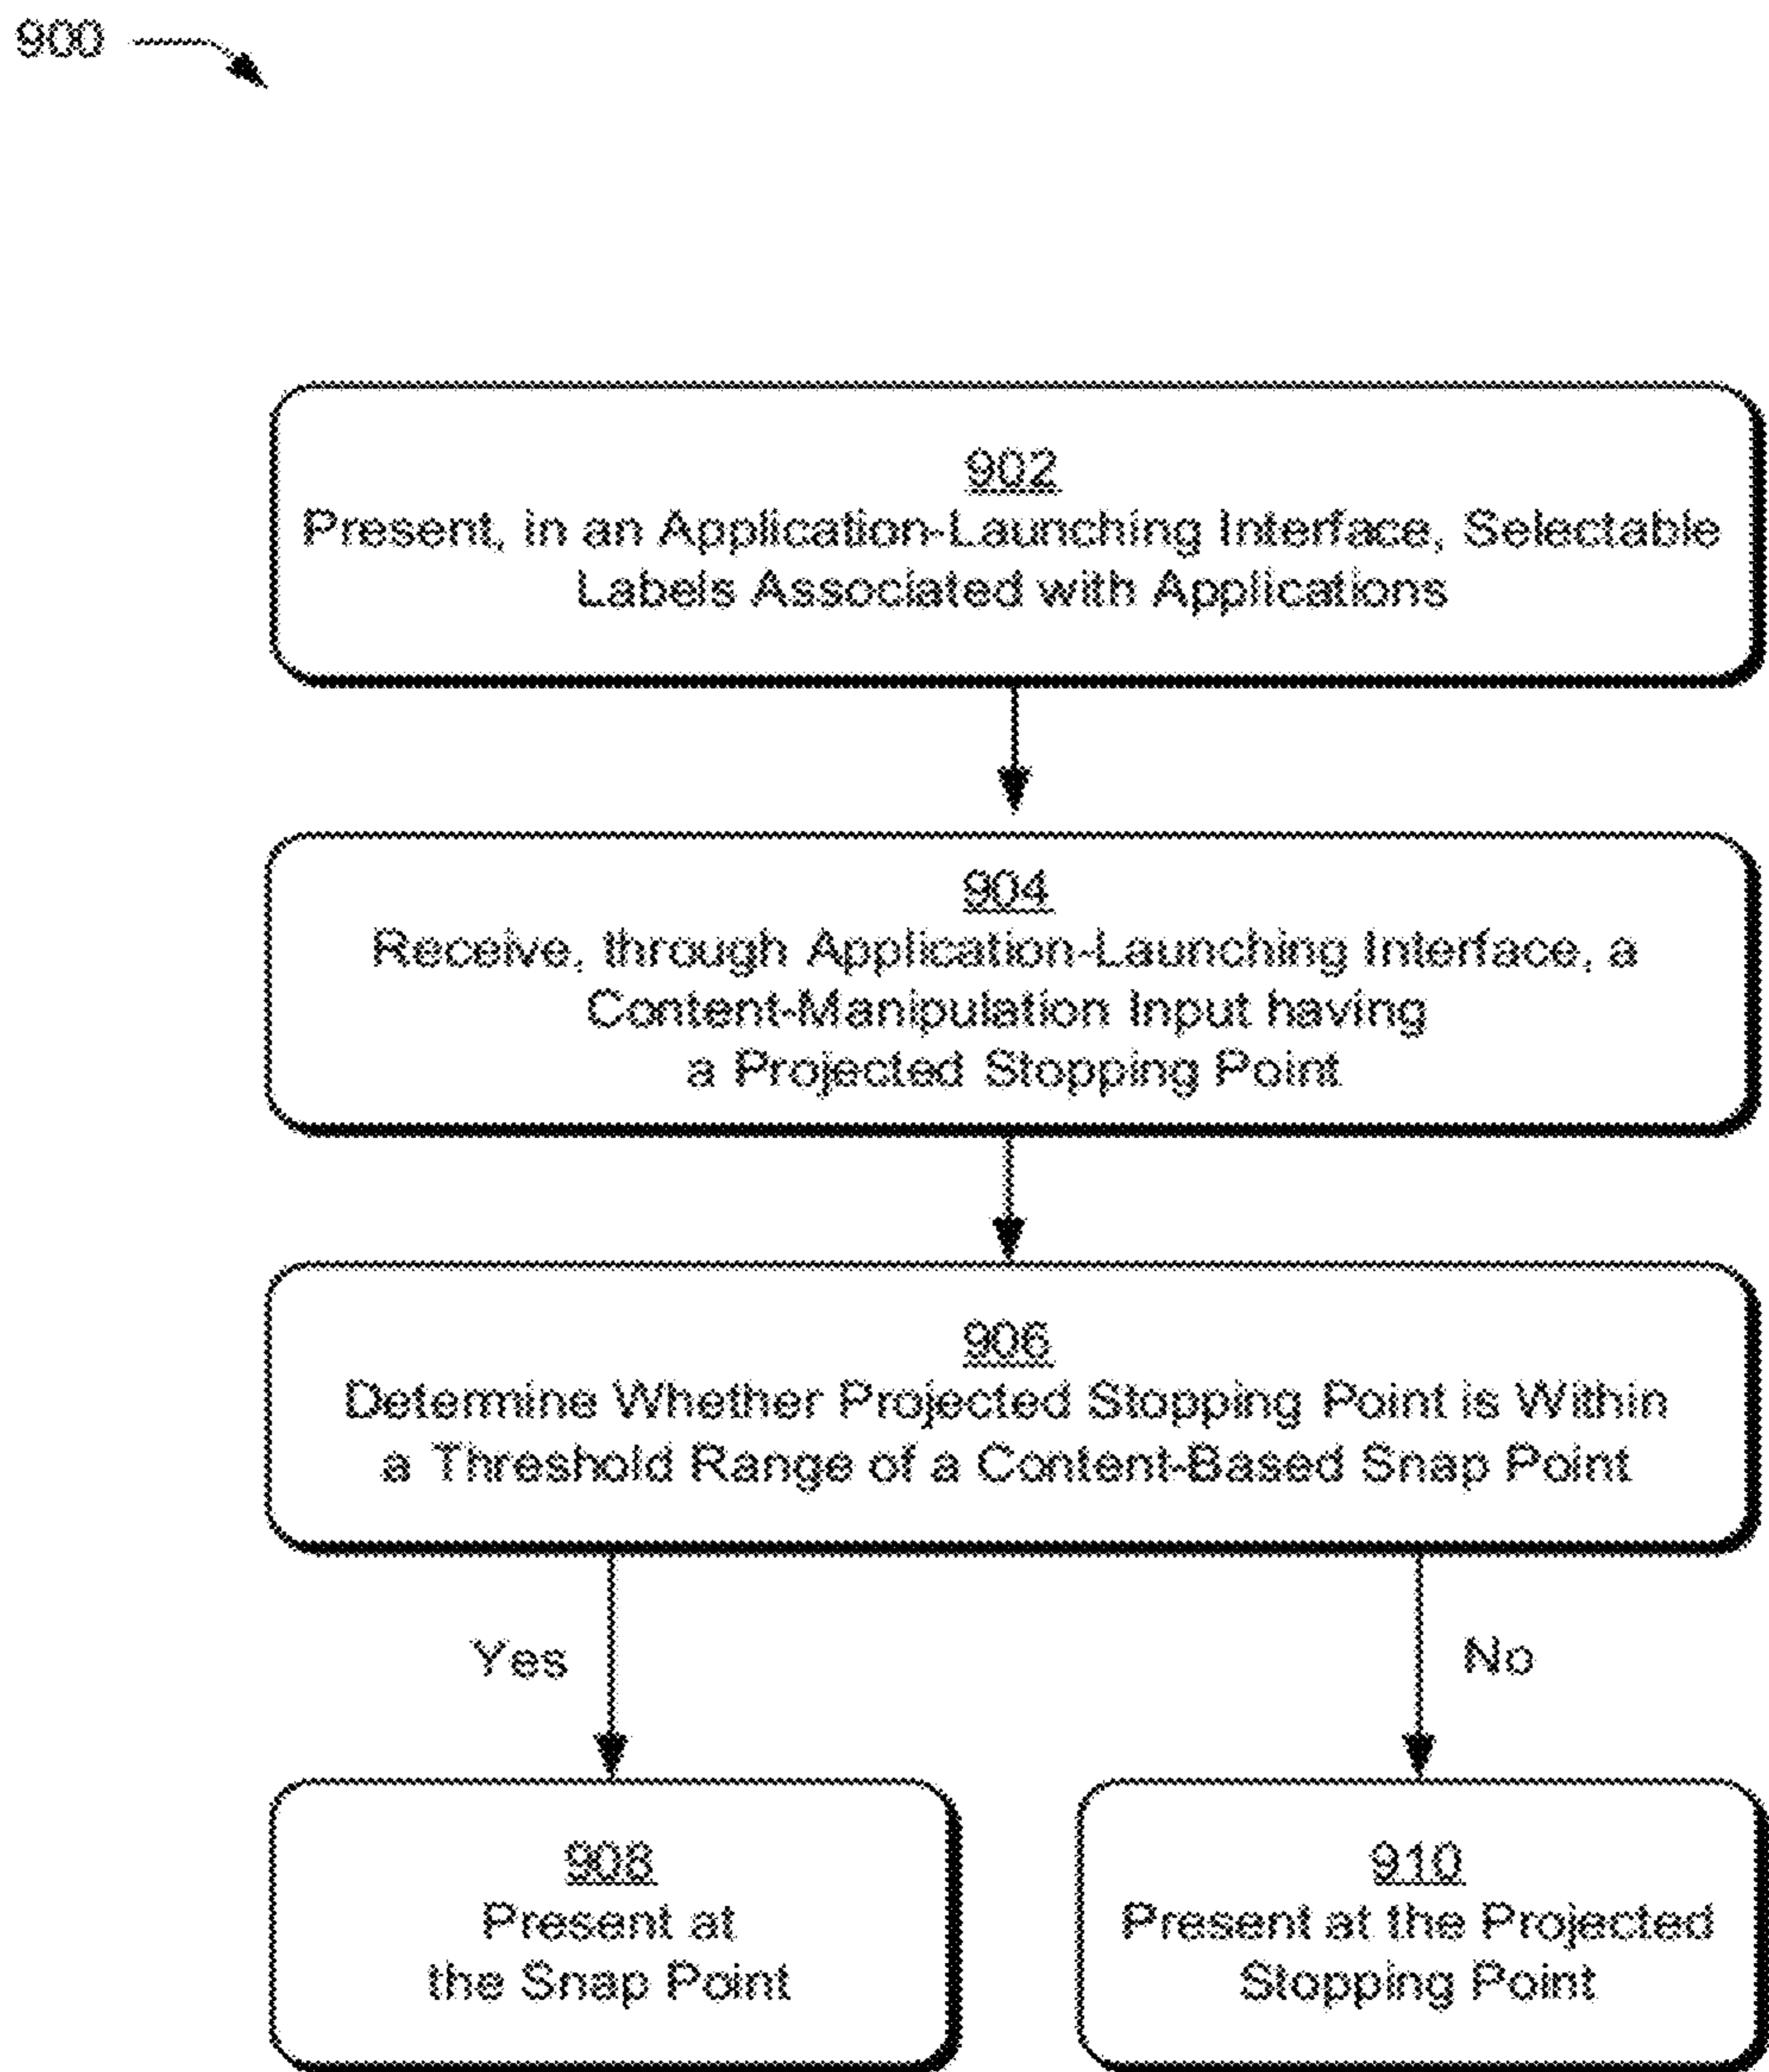 900
902
Present, in an Application-Launching Interface, Selectable
Labels Associated with Applications
904
Receive, through Application-Launching Interface, a
Content-Manipulation Input having
a Projected Stopping Point
906
Determine Whether Projected Stopping Point is Within
a Threshold Range of a Content-Based Snap Point
Yes
No
908
Present at
the Snap Point
910
Present at the Projected
Stopping Point